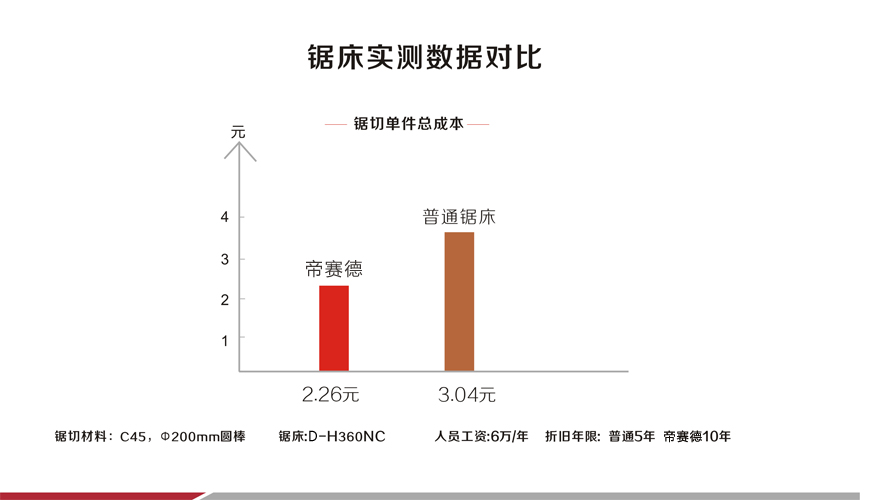 锯床实测数据对比
锯切单件总成本
元
4
普通锯床
3
帝赛德
2
1
2.26元
3.04元
锯切材料：C45，Φ200mm圆棒 锯床:D-H360NC 人员工资:6万/年 折旧年限: 普通5年 帝赛德10年